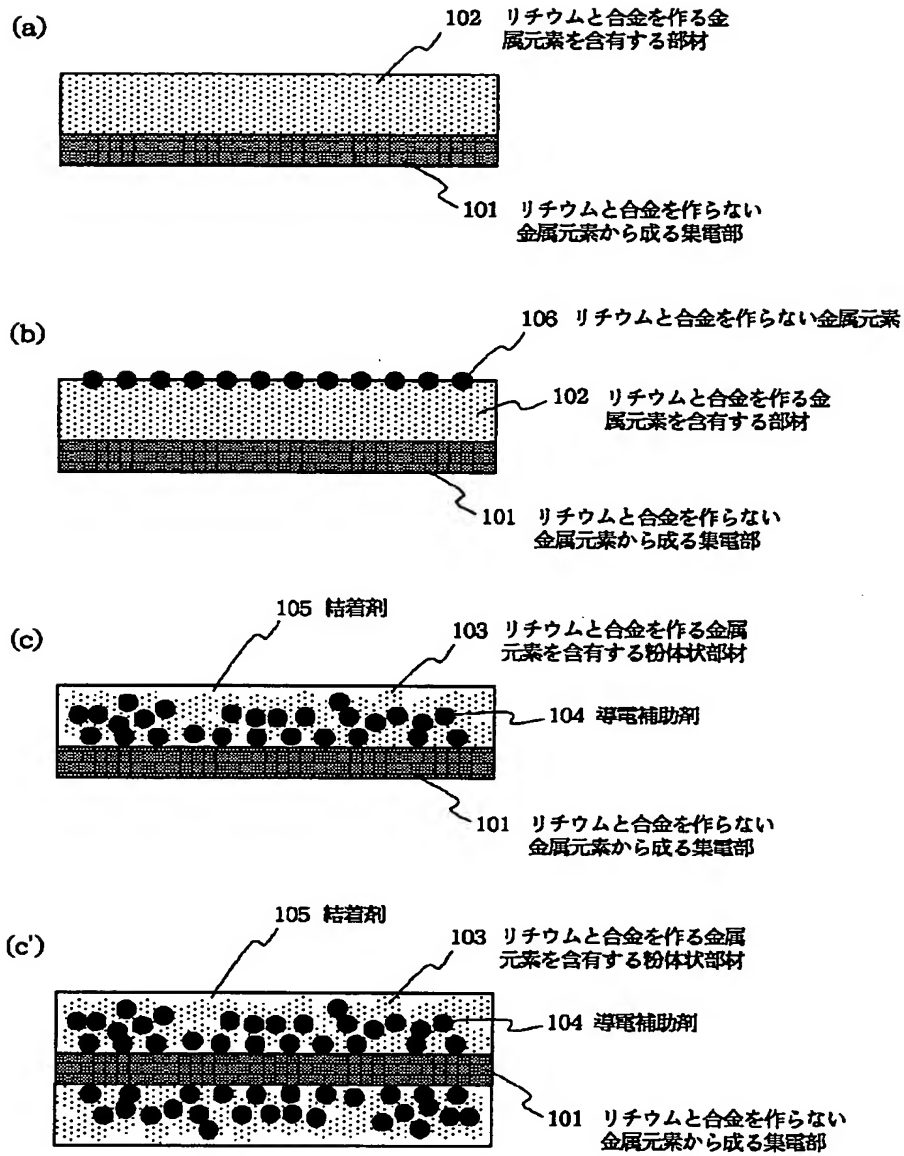 (a)
102 リチウムと合金を作る金
属元素を含有する部材
101 リチウムと合金を作らない
金属元素から成る集電部
(b)
106 リチウムと合金を作らない金属元素
102 リチウムと合金を作る金
属元素を含有する部材
101 リチウムと合金を作らない
金属元素から成る集電部
(c)
105 結着剤
103 リチウムと合金を作る金属
元素を含有する粉体状部材
104 導電補助剤
101 リチウムと合金を作らない
金属元素から成る集電部
(c')
105 結着剤
103 リチウムと合金を作る金属
元素を含有する粉体状部材
104 導電補助剤
101 リチウムと合金を作らない
金属元素から成る集電部